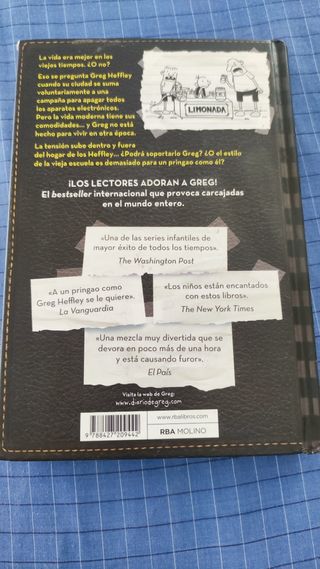 La vida era mejor en los
viejos tiempos. ¿O no?
Eso se pregunta Greg Heffley
cuando su ciudad se suma
voluntariamente a una
campaña para apagar todos
los aparatos electrónicos.
Pero la vida moderna tiene sus
comodidades... y Greg no está
hecho para vivir en otra época.
LIMONADA
La tensión sube dentro y fuera
del hogar de los Heffley... ¿Podrá soportarlo Greg? ¿O el estilo
de la vieja escuela es demasiado para un pringao como él?
¡LOS LECTORES ADORAN A GREG!
El bestseller internacional que provoca carcajadas
en el mundo entero.
«Una de las series infantiles de
mayor éxito de todos los tiempos».
The Washington Post
«A un pringao como
Greg Heffley se le quiere».
La Vanguardia
«Los niños están encantados
con estos libros».
The New York Times
«Una mezcla muy divertida que se
devora en poco más de una hora
y está causando furor».
El País
Visita la web de Greg:
www.diariodegreg.com
9 788427 209442
www.rbalibros.com
RBA MOLINO